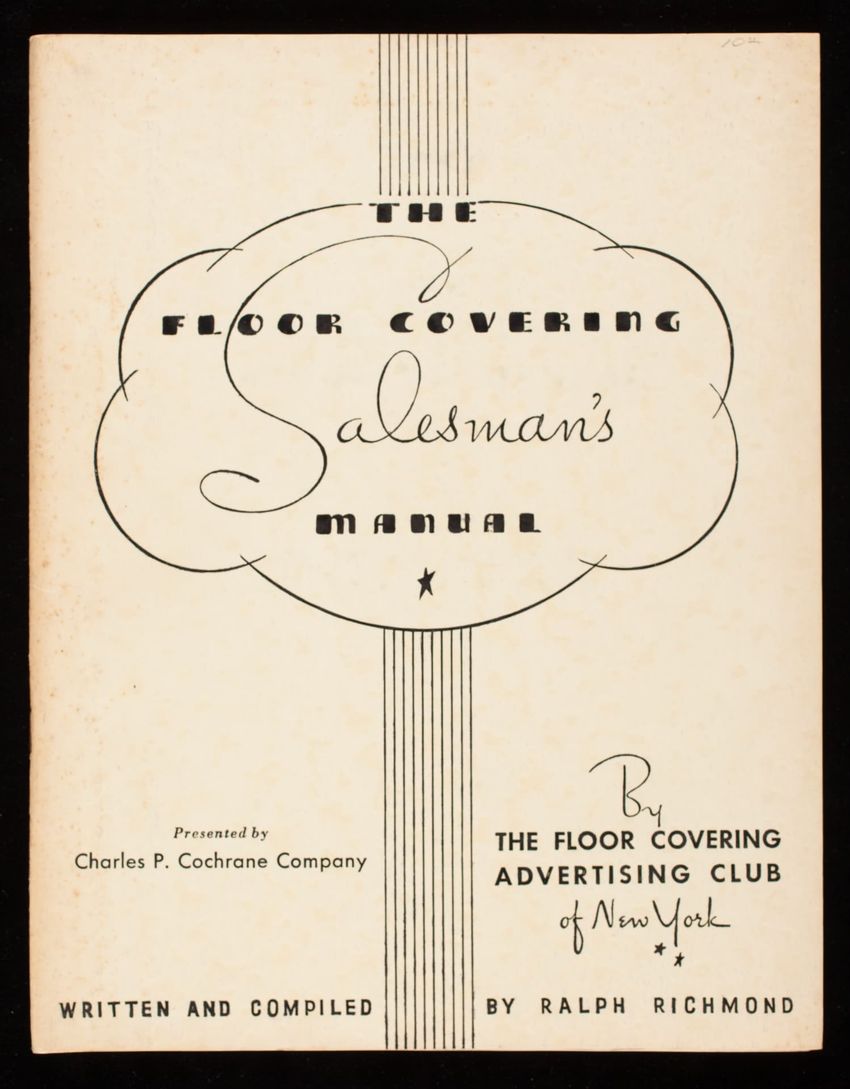 102
THE
FLOOR COVERING
Salesman's
MANUAL
Presented by
Charles P. Cochrane Company
By
THE FLOOR COVERING
ADVERTISING CLUB
of New York
WRITTEN AND COMPILED BY RALPH RICHMOND